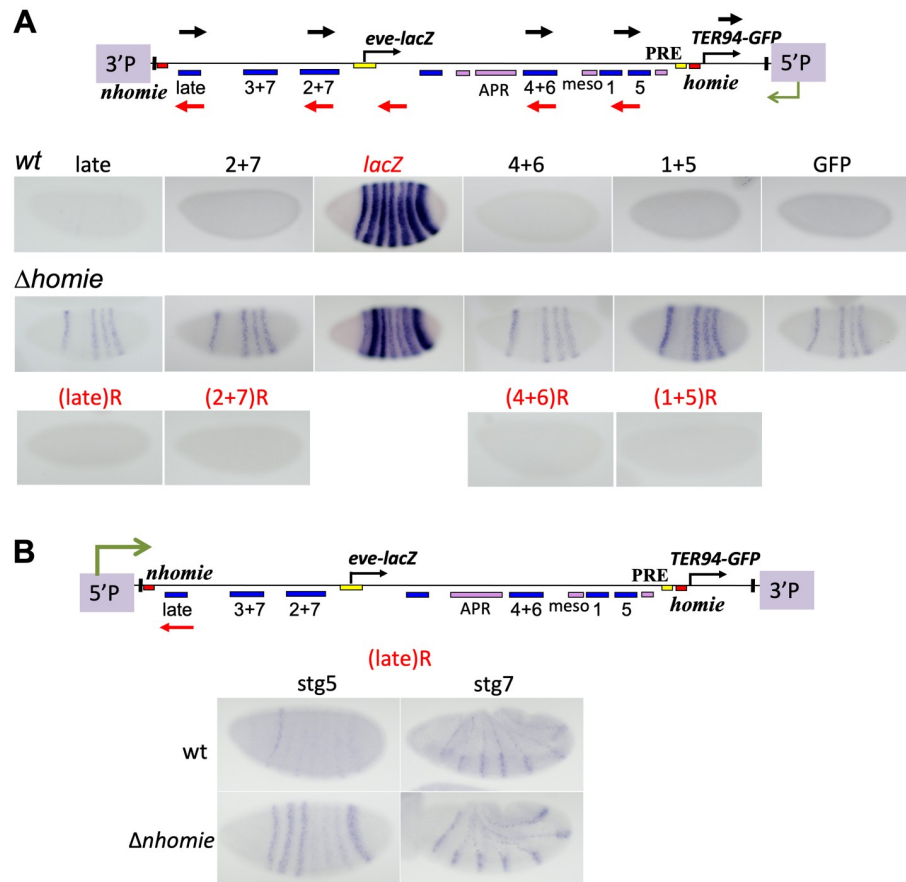 A
eve-lacZ
TER94-GFP
3'P
PRE
5'P
nhomie
late
3+7
2+7
APR
4+6
meso
1
5
homie
wt
late
2+7
lacZ
4+6
1+5
GFP
Δhomie
(late)R
(2+7)R
(4+6)R
(1+5)R
B
5'P
nhomie
eve-lacZ
PRE
TER94-GFP
3'P
late
3+7
2+7
APR
4+6
meso
1
5
homie
(late)R
stg5
stg7
wt
Δnhomie